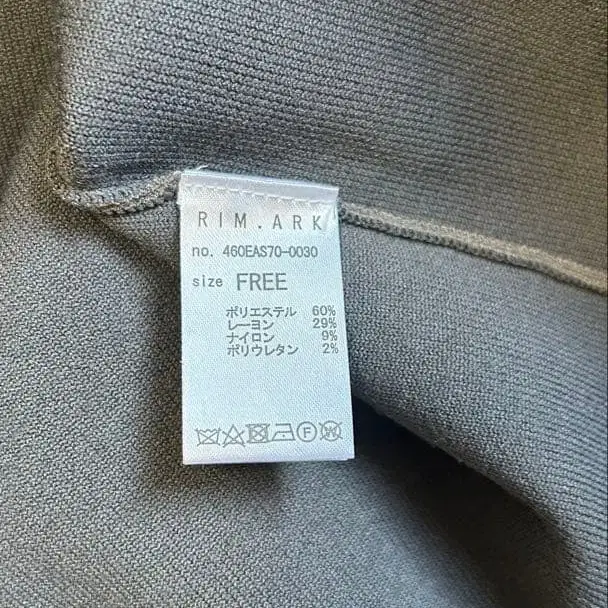 RIM.ARK
no. 460EAS70-0030
size FREE
ポリエステル 60%
レーヨン 29%
ナイロン 9%
ポリウレタン 2%
F W